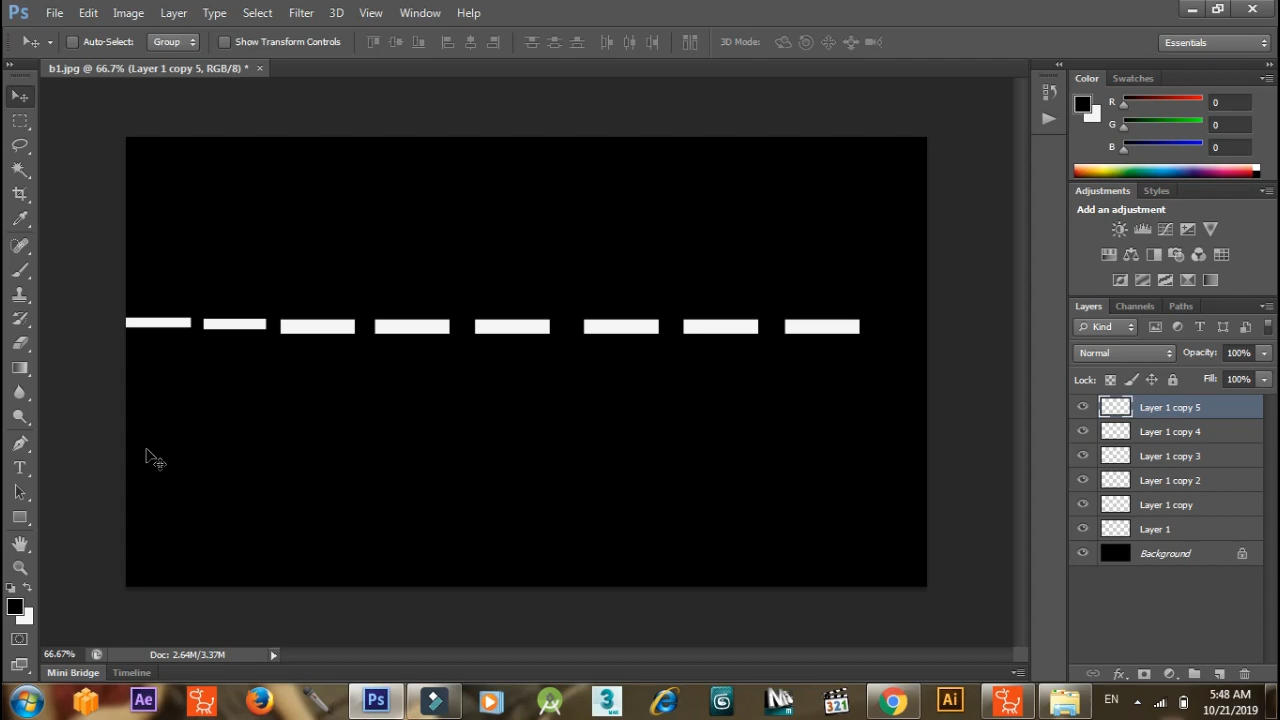 Ps File Edit Image Layer Type Select Filter 3D View Window Help
Auto-Select: Group Show Transform Controls 3D Mode: Essentials
b1.jpg @ 66.7% (Layer 1 copy 5, RGB/8) * ×
Color Swatches
R 0
G 0
B 0
Adjustments Styles
Add an adjustment
Layers Channels Paths
Kind T
Normal Opacity: 100%
Lock: Fill: 100%
Layer 1 copy 5
Layer 1 copy 4
Layer 1 copy 3
Layer 1 copy 2
Layer 1 copy
Layer 1
Background
T
66.67% Doc: 2.64M/3.37M
fx
Mini Bridge Timeline
Ae Ps 3 321 Ai EN 5:48 AM
10/21/2019